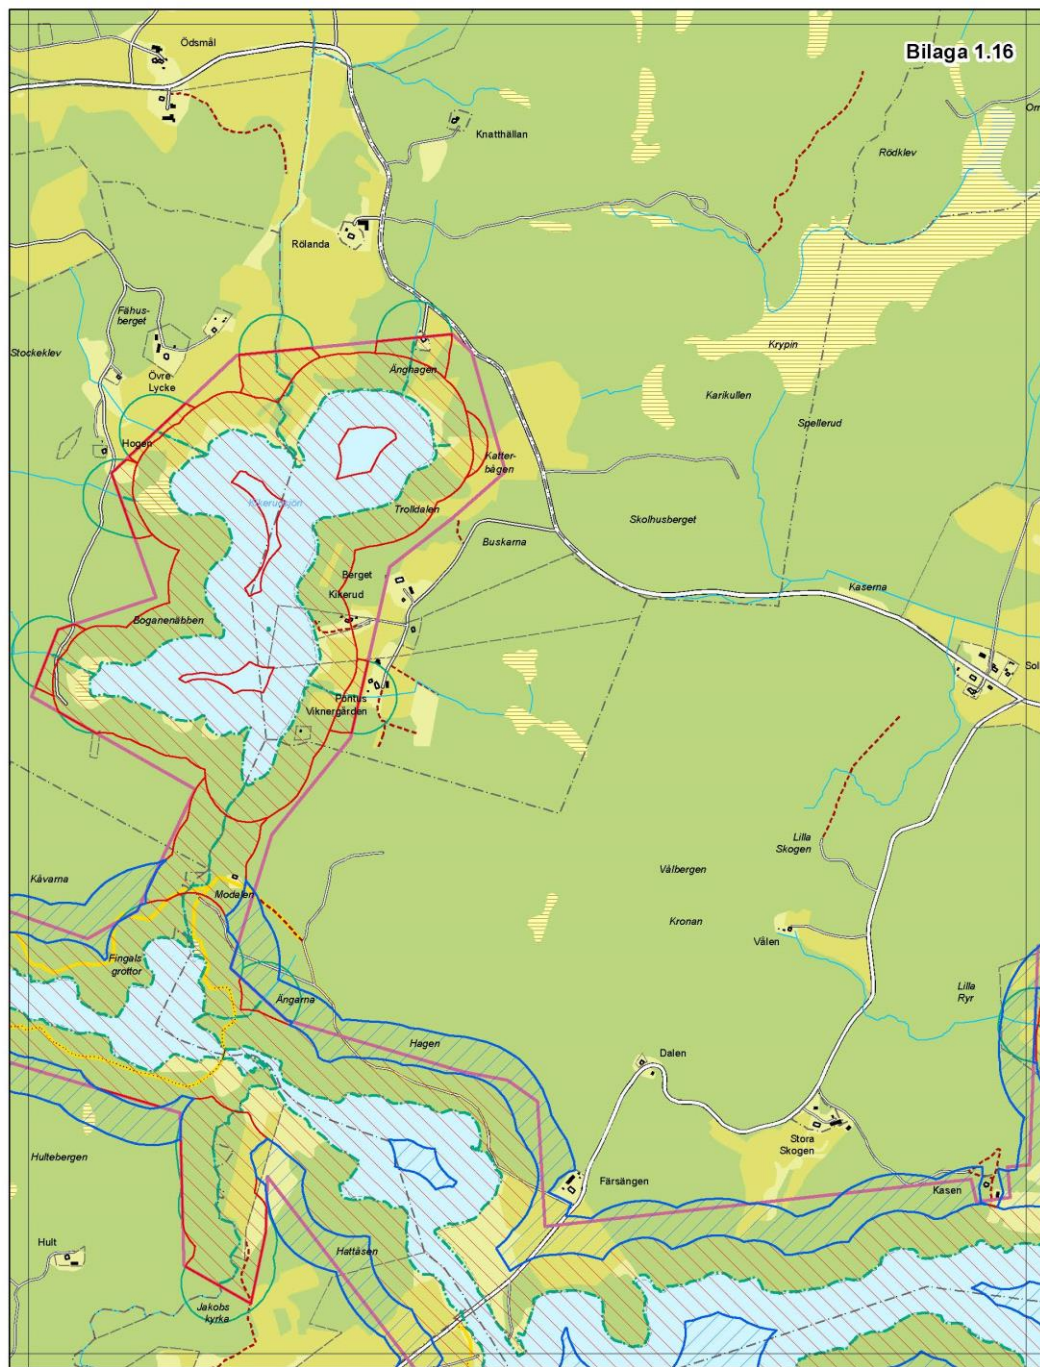 Ödsmål
Bilaga 1.16
Knatthällan
Rödklev
Rölanda
Fähus-
berget
Stockeklev
Övre-
Lycke
Änghagen
Krypin
Karikullen
Spellerud
Hogen
Katter-
bågen
Trolldalen
Skolhusberget
Buskarna
Berget
Kikerud
Kaserna
Boganenäbben
Pontus
Viknergården
Lilla
Skogen
Vålbergen
Kåvarna
Modalen
Kronan
Vålen
Fingals
grottor
Ängarna
Lilla
Ryr
Hagen
Dalen
Stora
Skogen
Hultebergen
Färsängen
Kasen
Hult
Hattåsen
Jakobs
kyrka